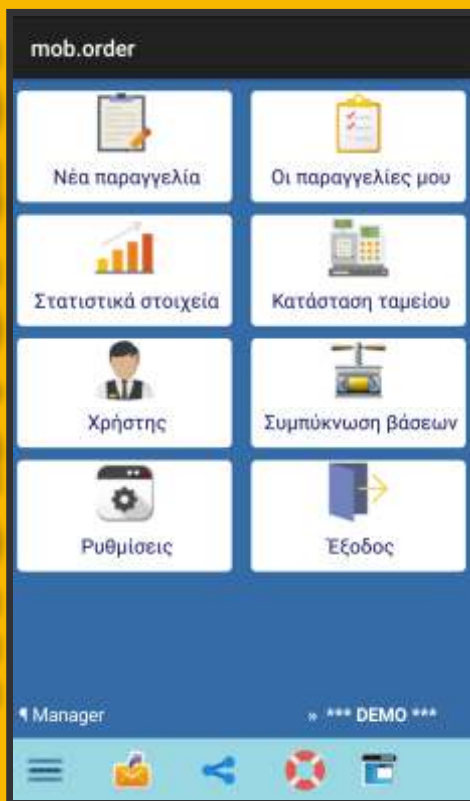 mob.order
Νέα παραγγελία
Οι παραγγελίες μου
Στατιστικά στοιχεία
Κατάσταση ταμείου
Χρήστης
Συμπύκνωση βάσεων
Ρυθμίσεις
Έξοδος
¶ Manager
» *** DEMO ***